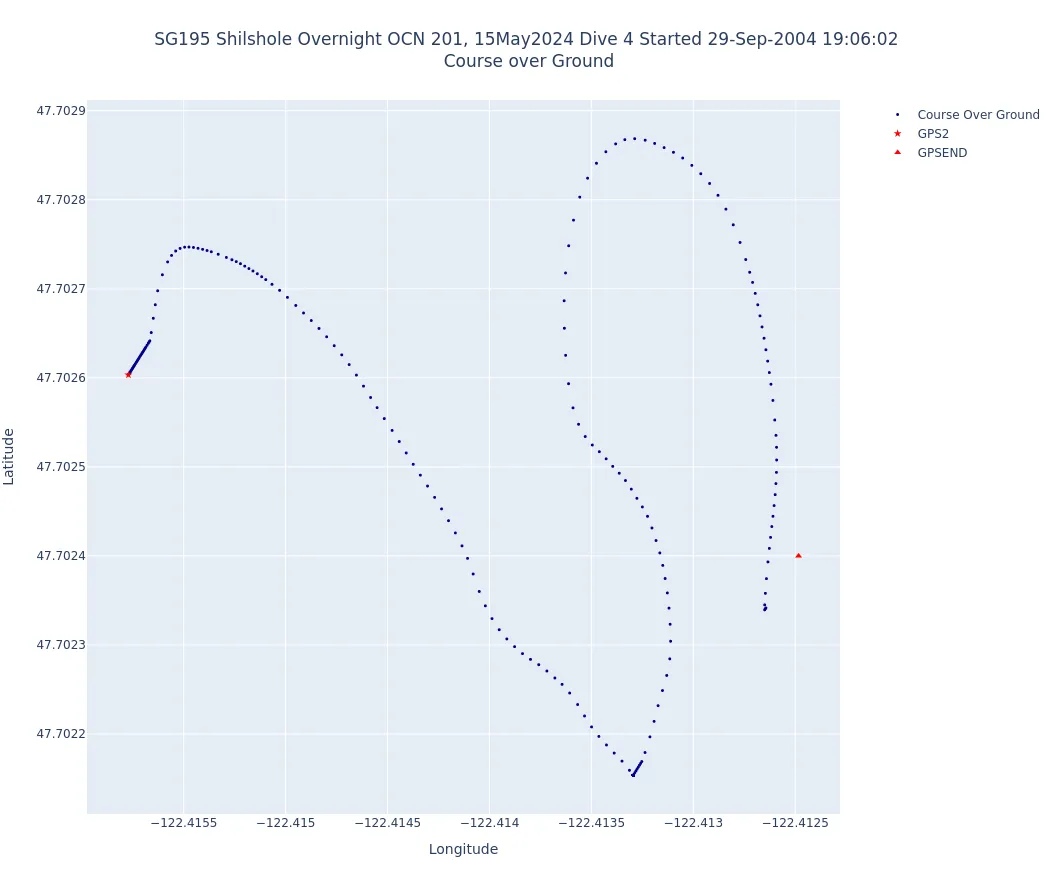 SG195 Shilshole Overnight OCN 201, 15May2024 Dive 4 Started 29-Sep-2004 19:06:02
Course over Ground
Course Over Ground
GPS2
GPSEND
47.7029
47.7028
47.7027
47.7026
47.7025
47.7024
47.7023
47.7022
Latitude
−122.4155
−122.415
−122.4145
−122.414
−122.4135
−122.413
−122.4125
Longitude